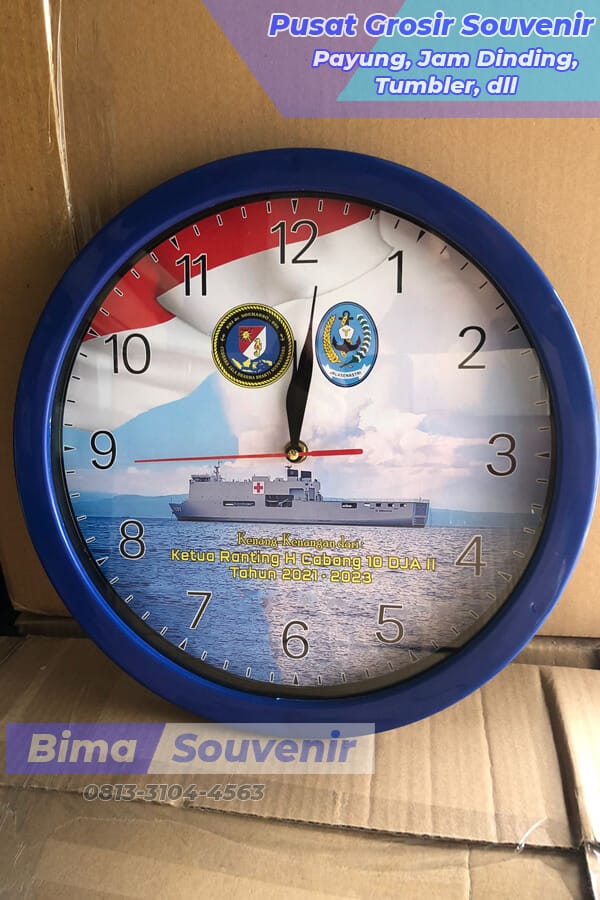 Pusat Grosir Souvenir
Payung, Jam Dinding,
Tumbler, dll
12
11
1
10
2
9
3
8
4
7
5
6
JALASENASTRI
Kenang-Kenangan dari :
Ketua Ranting H Cabang 10 DJA II
Tahun 2021 - 2023
Bima Souvenir
0813-3104-4563